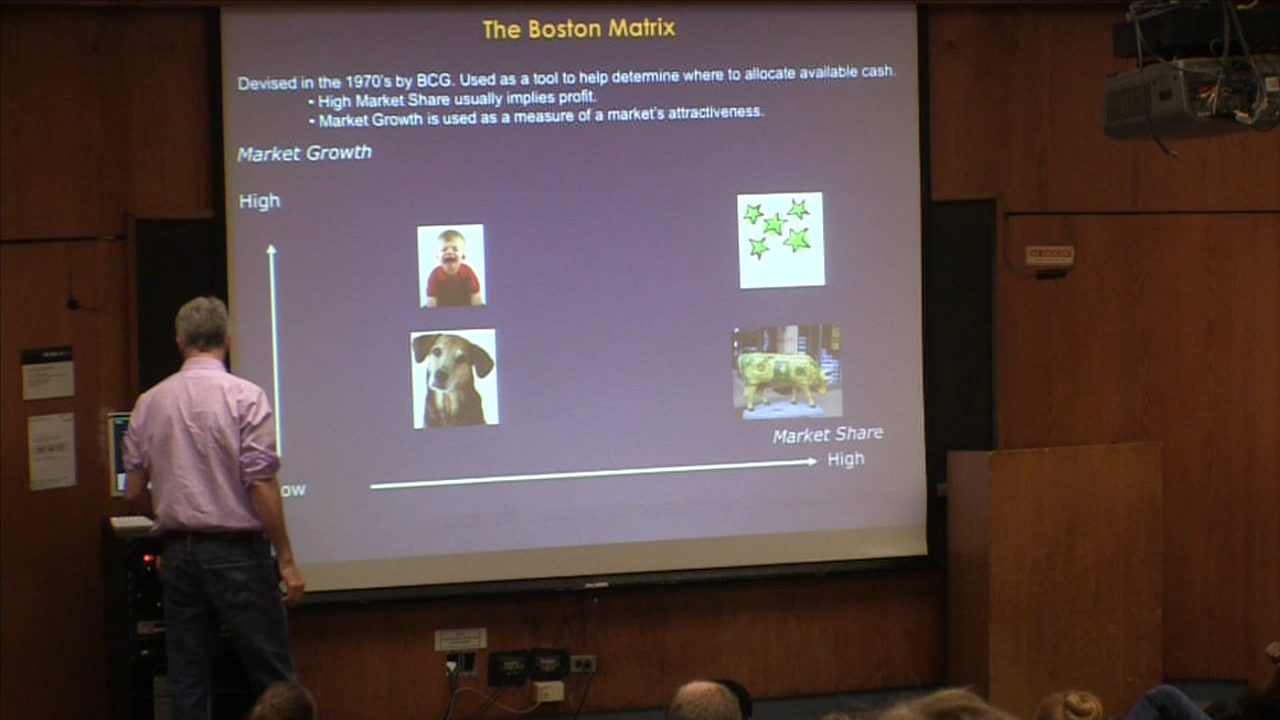 The Boston Matrix
Devised in the 1970's by BCG. Used as a tool to help determine where to allocate available cash.
• High Market Share usually implies profit.
• Market Growth is used as a measure of a market's attractiveness.
Market Growth
High
Market Share
High
ow